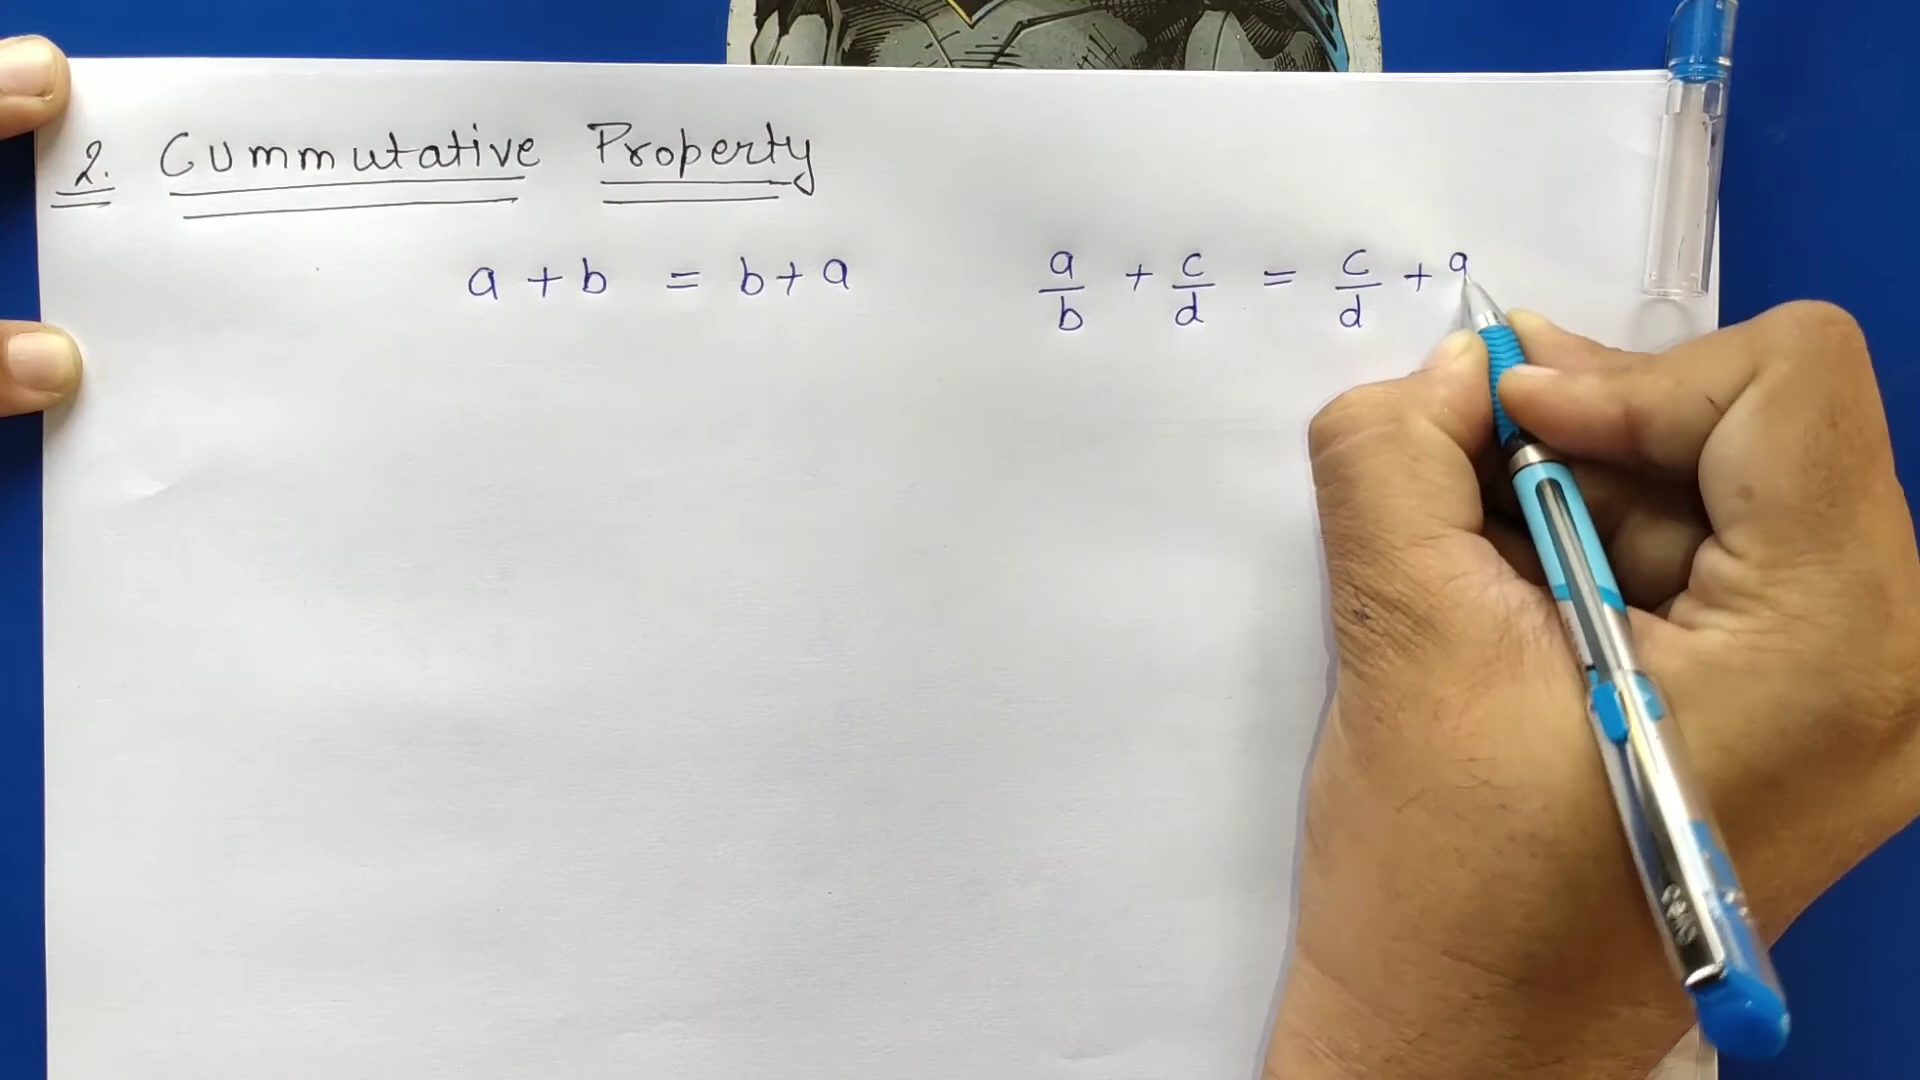 2. Cummutative Property
a + b = b + a
a/b + c/d = c/d + a